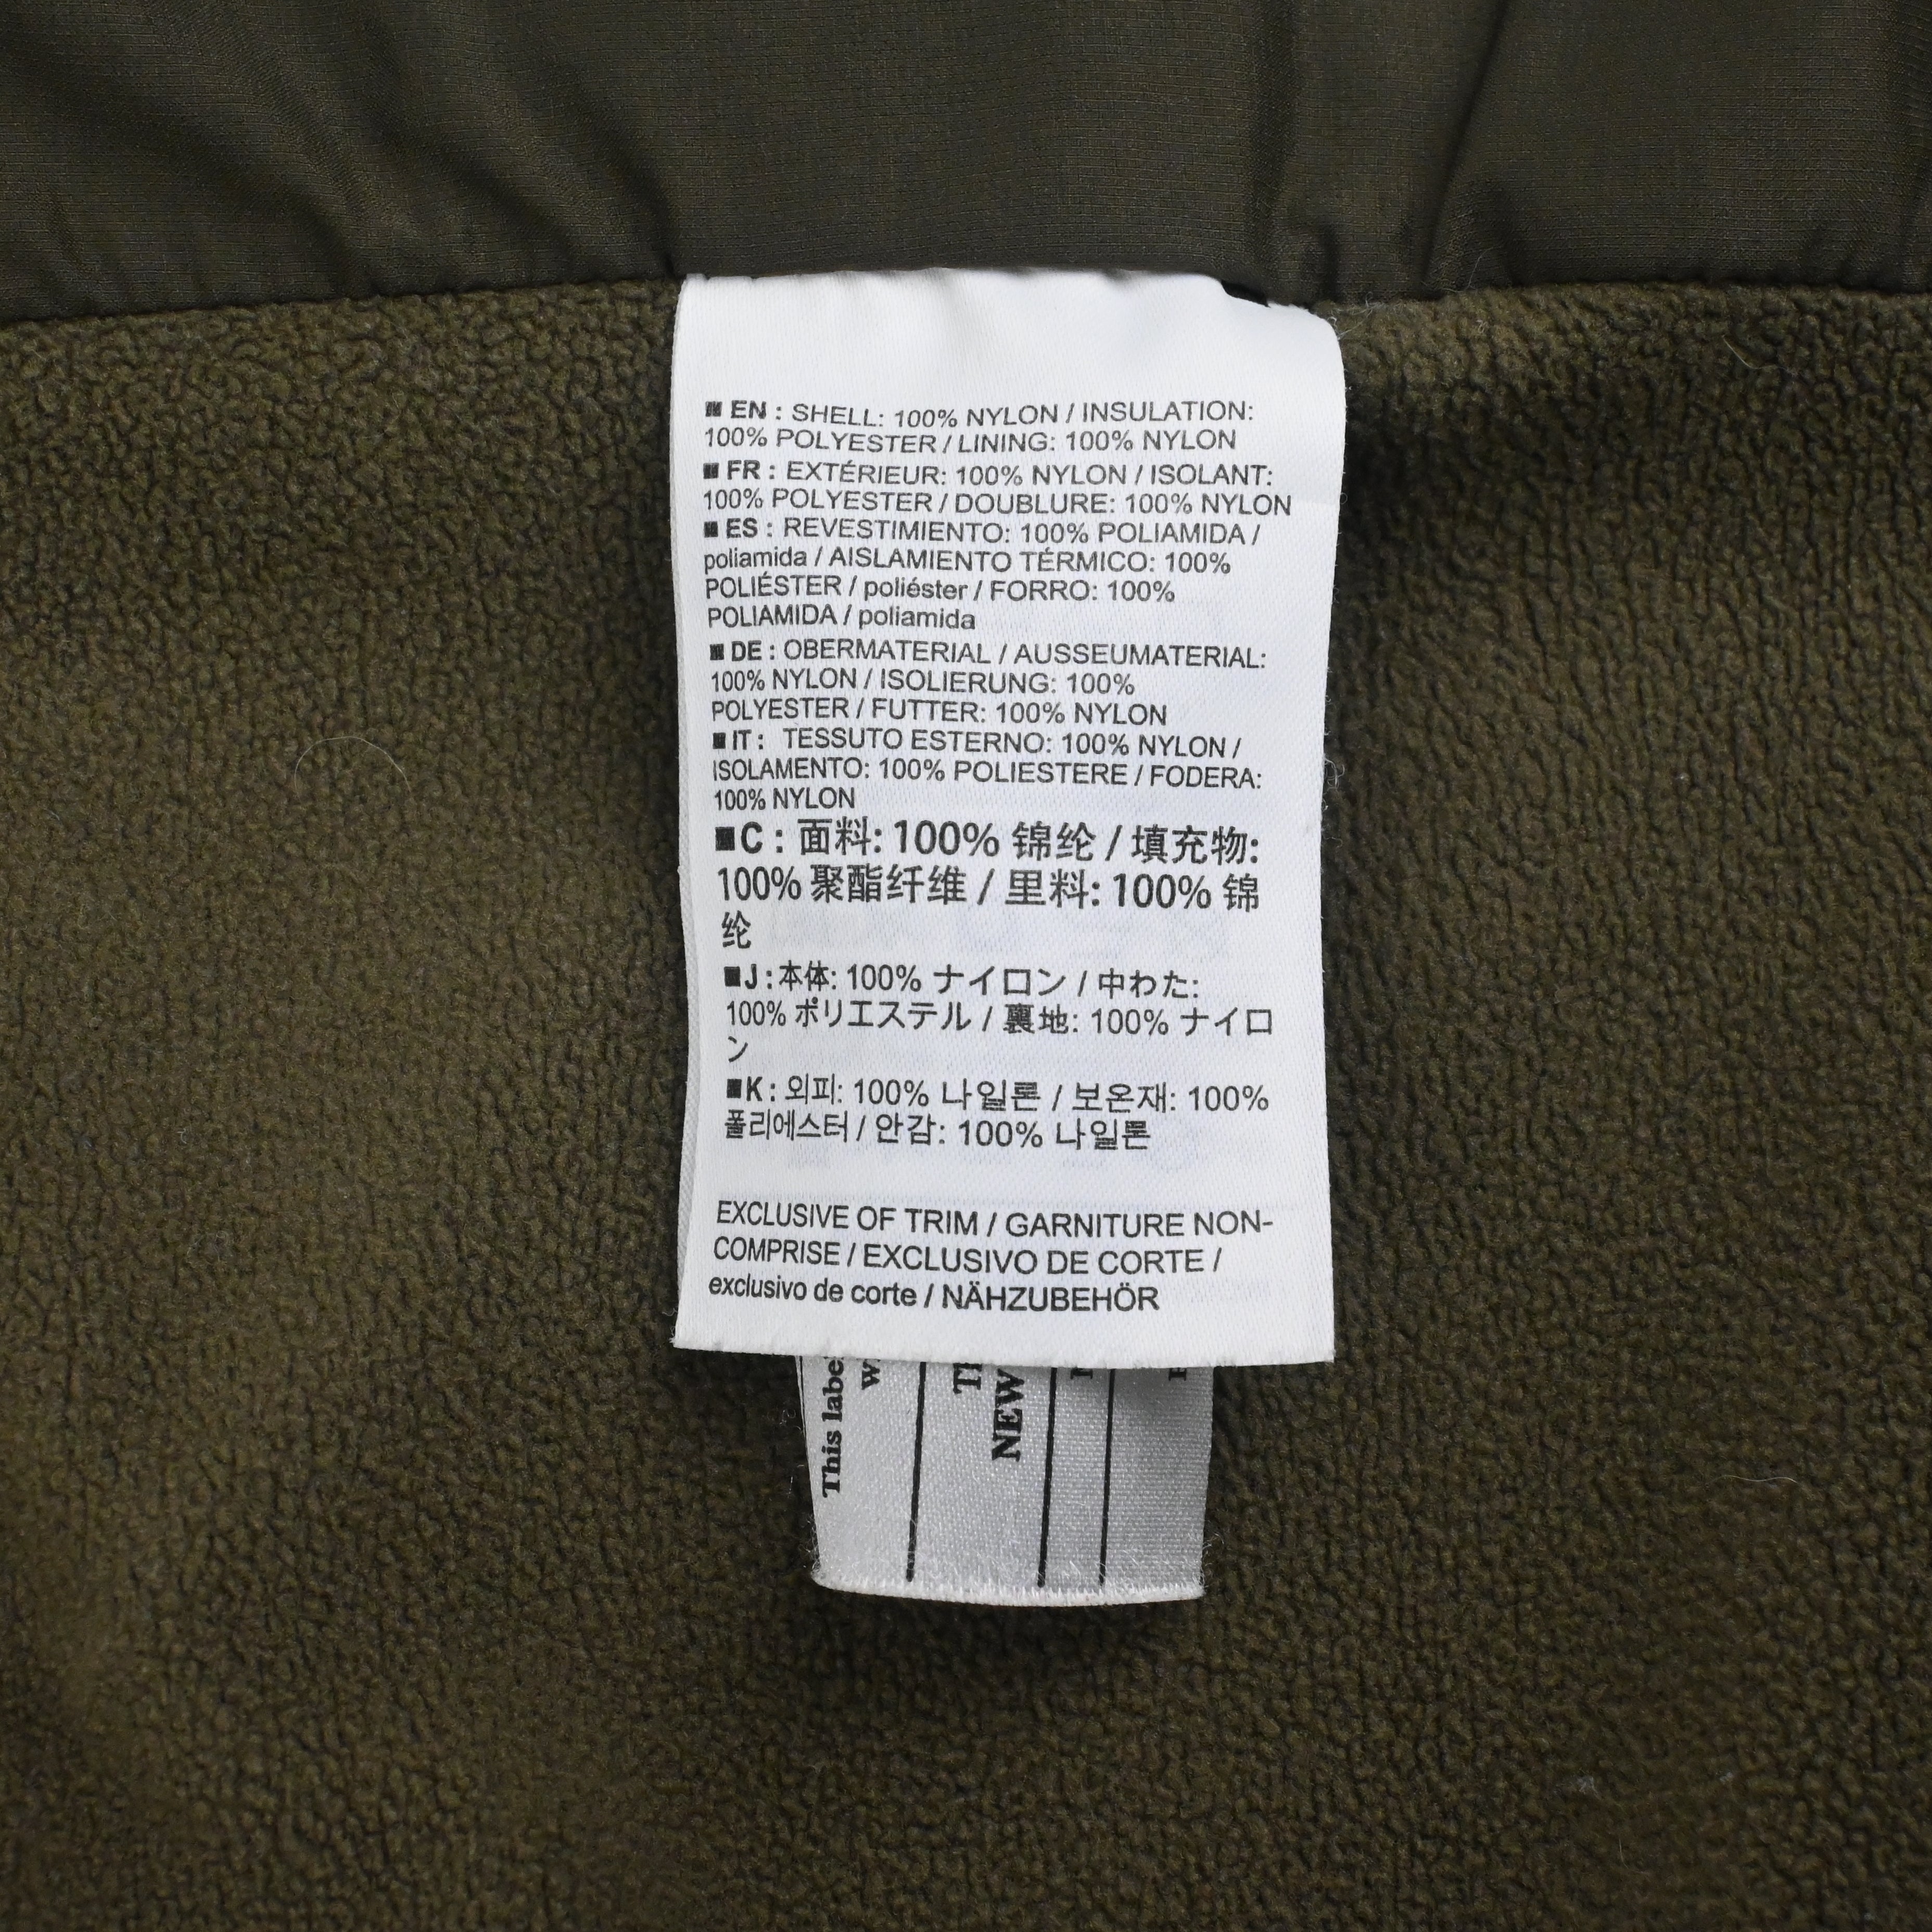 ■ EN : SHELL: 100% NYLON / INSULATION:
100% POLYESTER / LINING: 100% NYLON
■ FR : EXTÉRIEUR: 100% NYLON / ISOLANT:
100% POLYESTER / DOUBLURE: 100% NYLON
■ ES : REVESTIMIENTO: 100% POLIAMIDA /
poliamida / AISLAMIENTO TÉRMICO: 100%
POLIÉSTER / poliéster / FORRO: 100%
POLIAMIDA / poliamida
■ DE : OBERMATERIAL / AUSSEUMATERIAL:
100% NYLON / ISOLIERUNG: 100%
POLYESTER / FUTTER: 100% NYLON
■ IT : TESSUTO ESTERNO: 100% NYLON /
ISOLAMENTO: 100% POLIESTERE / FODERA:
100% NYLON
■C : 面料: 100% 锦纶 / 填充物:
100% 聚酯纤维 / 里料: 100% 锦
纶
■J : 本体: 100% ナイロン / 中わた:
100% ポリエステル / 裏地: 100% ナイロ
ン
■K : 외피: 100% 나일론 / 보온재: 100%
폴리에스터 / 안감: 100% 나일론
EXCLUSIVE OF TRIM / GARNITURE NON-
COMPRISE / EXCLUSIVO DE CORTE /
exclusivo de corte / NÄHZUBEHÖR
This label
NEW